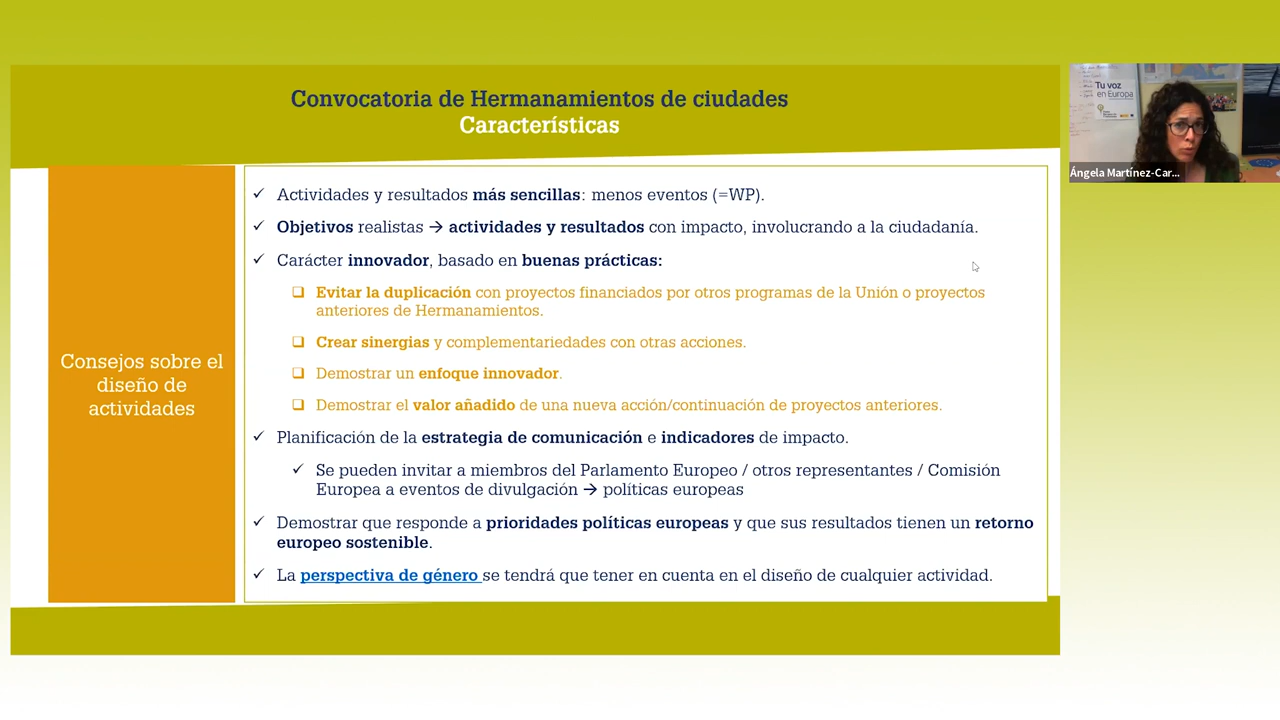 Convocatoria de Hermanamientos de ciudades
Características
Tu voz
en Europa
Ángela Martínez-Car...
Consejos sobre el
diseño de
actividades
✓ Actividades y resultados más sencillas: menos eventos (=WP).
✓ Objetivos realistas → actividades y resultados con impacto, involucrando a la ciudadanía.
✓ Carácter innovador, basado en buenas prácticas:
❑ Evitar la duplicación con proyectos financiados por otros programas de la Unión o proyectos
anteriores de Hermanamientos.
❑ Crear sinergias y complementariedades con otras acciones.
❑ Demostrar un enfoque innovador.
❑ Demostrar el valor añadido de una nueva acción/continuación de proyectos anteriores.
✓ Planificación de la estrategia de comunicación e indicadores de impacto.
✓ Se pueden invitar a miembros del Parlamento Europeo / otros representantes / Comisión
Europea a eventos de divulgación → políticas europeas
✓ Demostrar que responde a prioridades políticas europeas y que sus resultados tienen un retorno
europeo sostenible.
✓ La perspectiva de género se tendrá que tener en cuenta en el diseño de cualquier actividad.